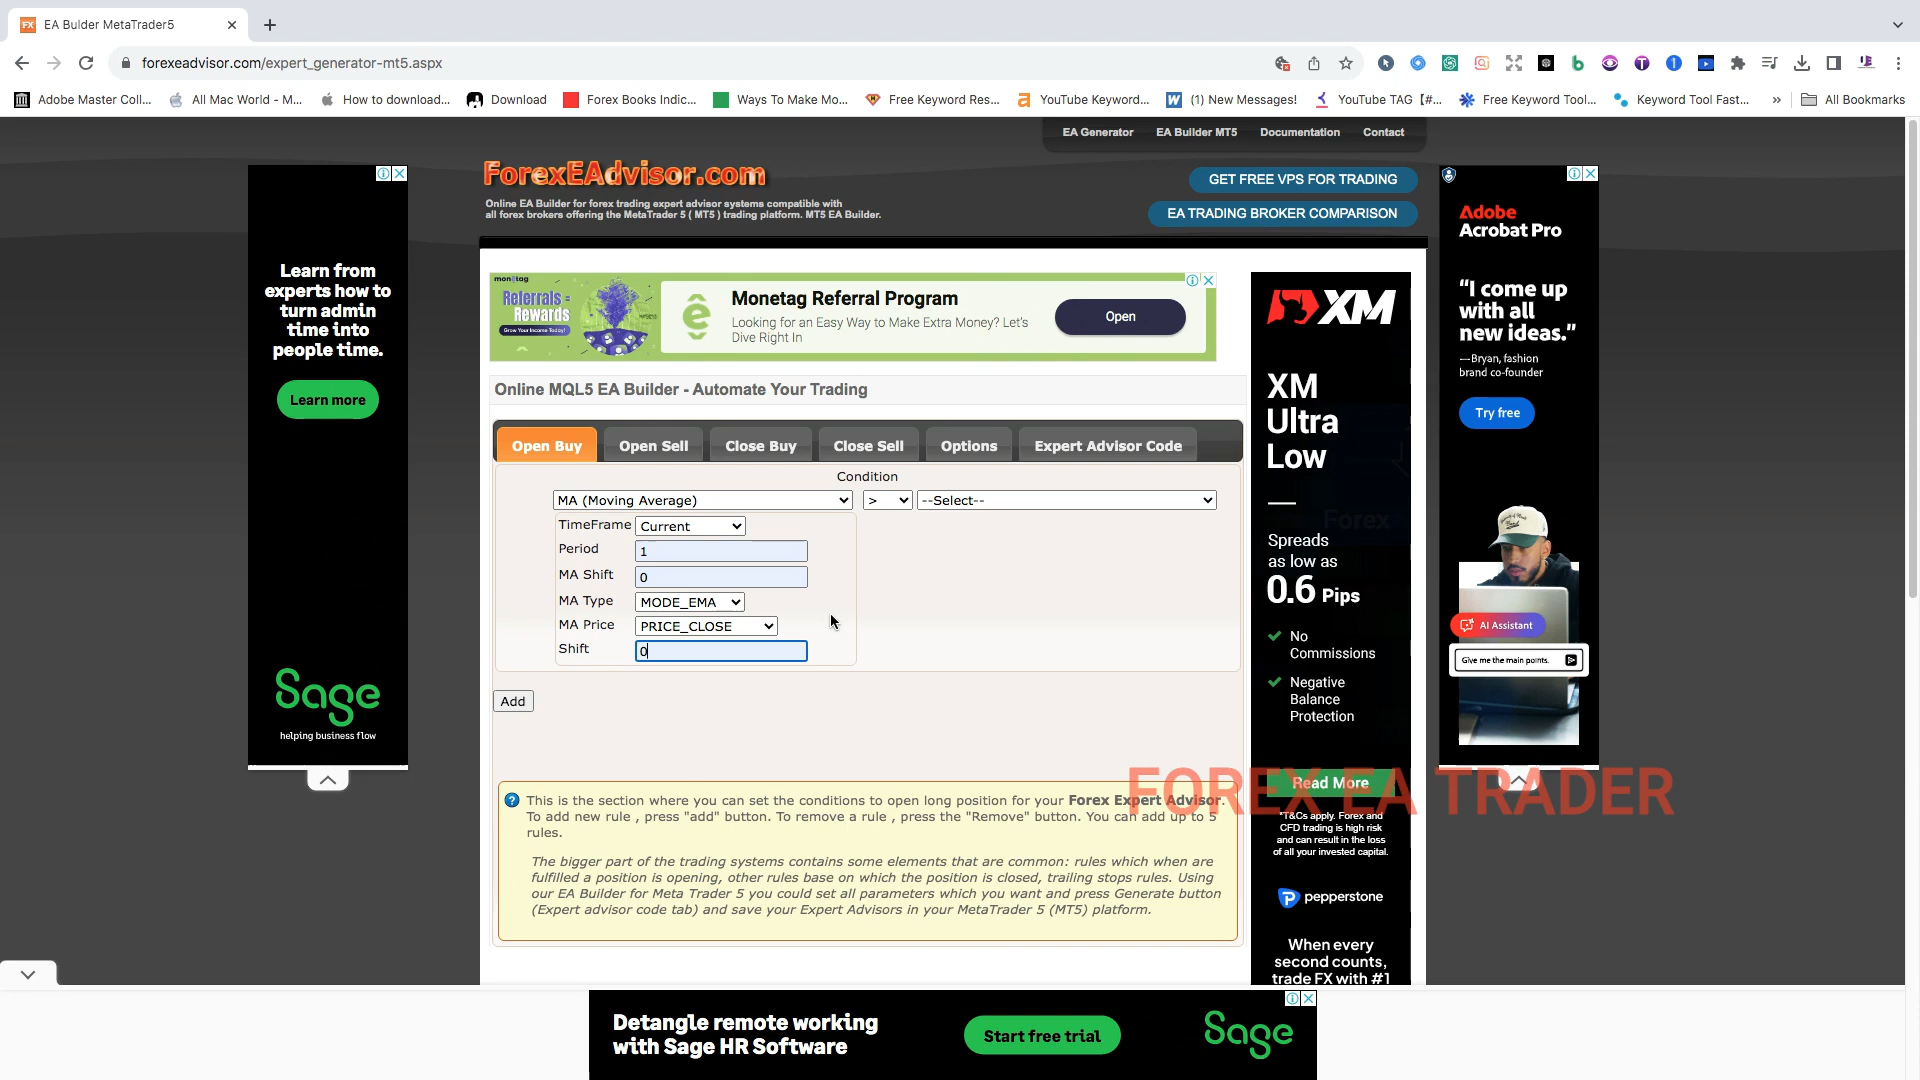 EA Bulder MetaTrader5
forexeadvisor.com/expert_generator-mt5.aspx
Adobe Master Coll...
All Mac World - M...
How to download...
Download
Forex Books Indic...
Ways To Make Mo...
Free Keyword Res...
YouTube Keyword...
(1) New Messages!
YouTube TAG [#...
Free Keyword Tool...
Keyword Tool Fast...
»
All Bookmarks
EA Generator
EA Builder MT5
Documentation
Contact
ForexEAdvisor.com
Online EA Builder for forex trading expert advisor systems compatible with
all forex brokers offering the MetaTrader 5 ( MT5 ) trading platform. MT5 EA Builder.
GET FREE VPS FOR TRADING
EA TRADING BROKER COMPARISON
Learn from
experts how to
turn admin
time into
people time.
Learn more
Sage
helping business flow
monetag
Referrals =
Rewards
Grow Your Income Today!
Monetag Referral Program
Looking for an Easy Way to Make Extra Money? Let's
Dive Right In
Open
Online MQL5 EA Builder - Automate Your Trading
Open Buy
Open Sell
Close Buy
Close Sell
Options
Expert Advisor Code
Condition
MA (Moving Average)
>
--Select--
TimeFrame
Current
Period
1
MA Shift
0
MA Type
MODE_EMA
MA Price
PRICE_CLOSE
Shift
0
Add
This is the section where you can set the conditions to open long position for your Forex Expert Advisor.
To add new rule , press "add" button. To remove a rule , press the "Remove" button. You can add up to 5
rules.
The bigger part of the trading systems contains some elements that are common: rules which when are
fulfilled a position is opening, other rules base on which the position is closed, trailing stops rules. Using
our EA Builder for Meta Trader 5 you could set all parameters which you want and press Generate button
(Expert advisor code tab) and save your Expert Advisors in your MetaTrader 5 (MT5) platform.
XM
XM
Ultra
Low
Forex
Spreads
as low as
0.6 Pips
No
Commissions
Negative
Balance
Protection
Read More
*T&Cs apply. Forex and
CFD trading is high risk
and can result in the loss
of all your invested capital.
pepperstone
When every
second counts,
trade FX with #1
Adobe
Acrobat Pro
“I come up
with all
new ideas.”
—Bryan, fashion
brand co-founder
Try free
AI Assistant
Give me the main points.
FOREX EA TRADER
Detangle remote working
with Sage HR Software
Start free trial
Sage